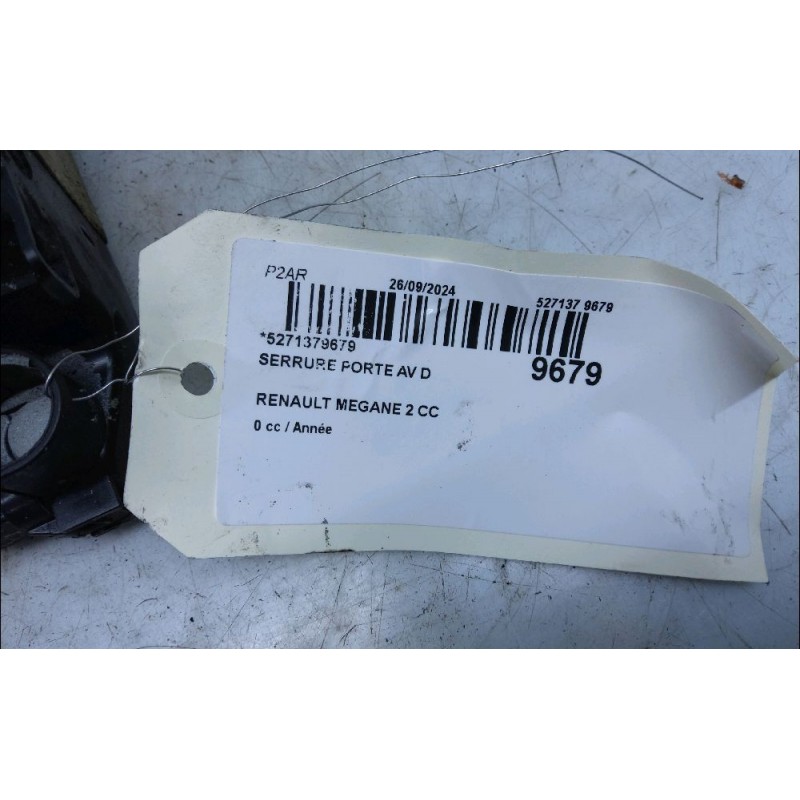 P2AR
26/09/2024
527137 9679
*5271379679
SERRURE PORTE AV D
9679
RENAULT MEGANE 2 CC
0 cc / Année